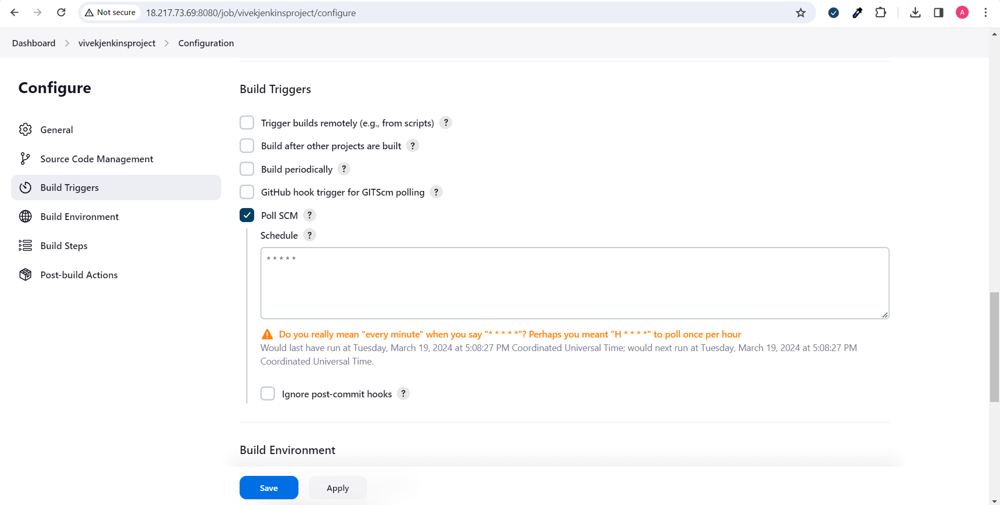 Not secure 18.217.73.69:8080/job/vivekjenkinsproject/configure
A
Dashboard > vivekjenkinsproject > Configuration
Configure
General
Source Code Management
Build Triggers
Build Environment
Build Steps
Post-build Actions
Build Triggers
Trigger builds remotely (e.g., from scripts) ?
Build after other projects are built ?
Build periodically ?
GitHub hook trigger for GITScm polling ?
Poll SCM ?
Schedule ?
* * * * *
Do you really mean "every minute" when you say "* * * * *"? Perhaps you meant "H * * * *" to poll once per hour
Would last have run at Tuesday, March 19, 2024 at 5:08:27 PM Coordinated Universal Time; would next run at Tuesday, March 19, 2024 at 5:08:27 PM
Coordinated Universal Time.
Ignore post-commit hooks ?
Build Environment
Save Apply